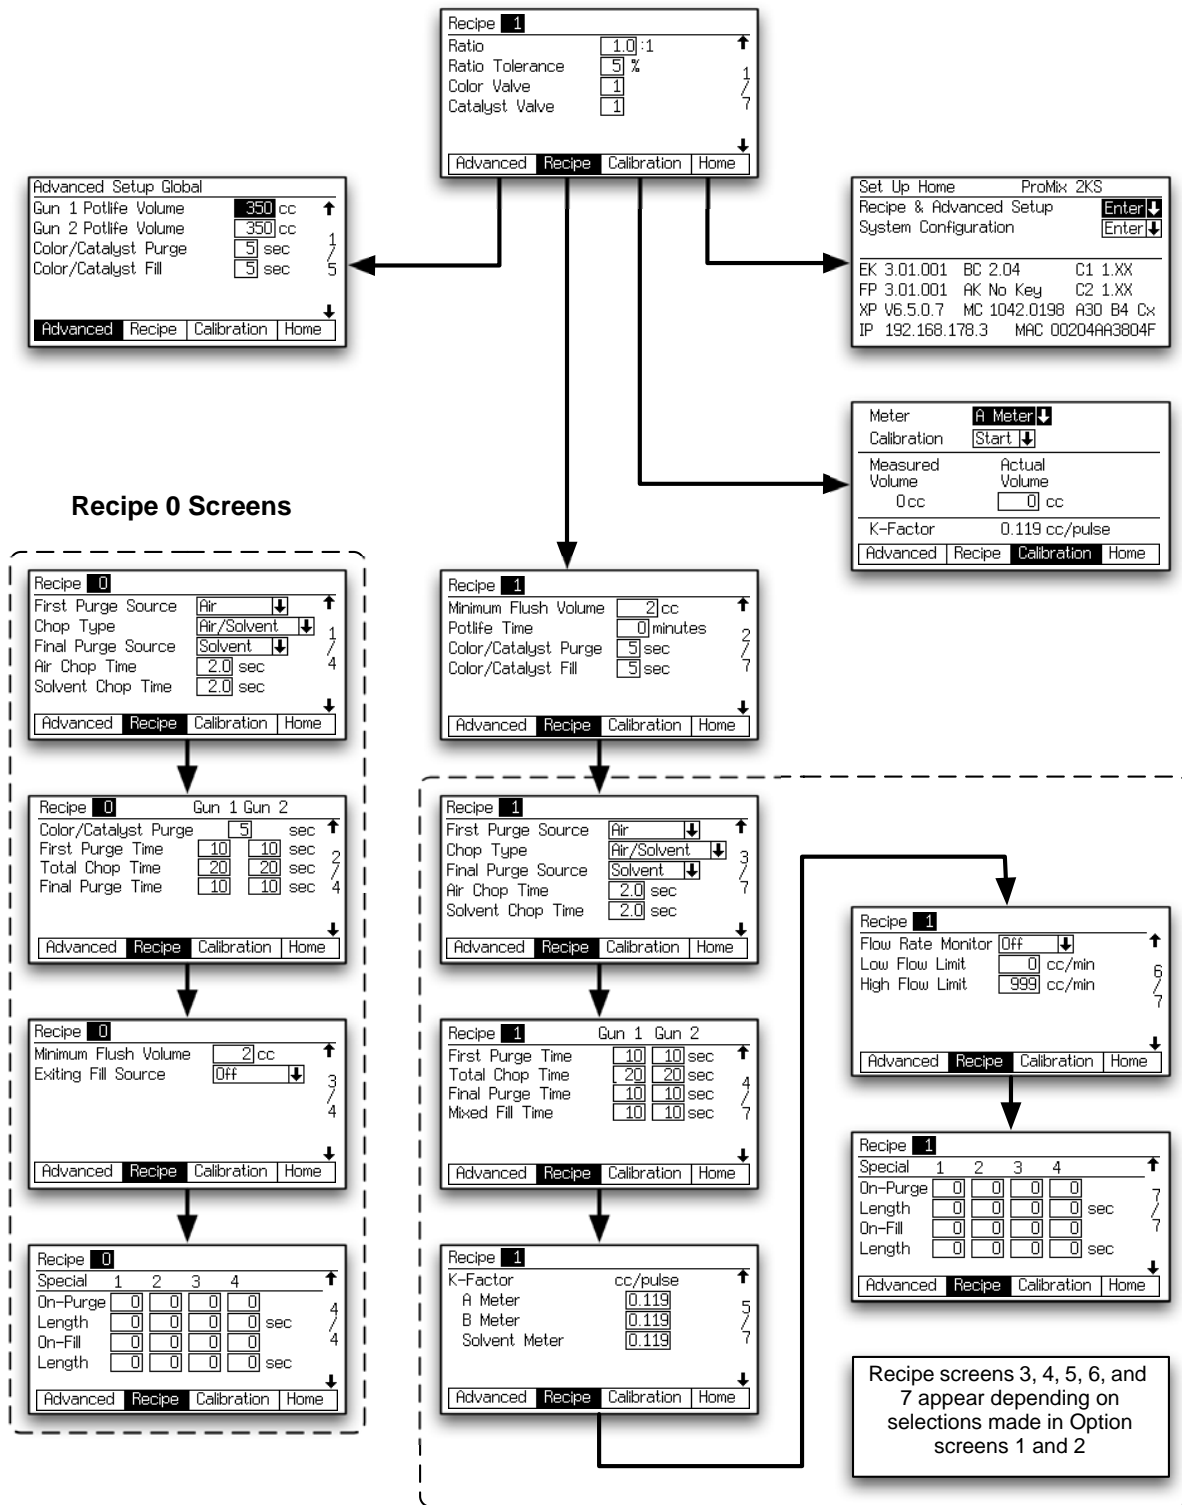 Recipe 1
Ratio 1.0 :1
Ratio Tolerance 5 %
Color Valve 1
Catalyst Valve 1
1/7
Advanced Recipe Calibration Home
Advanced Setup Global
Gun 1 Potlife Volume 350 cc
Gun 2 Potlife Volume 350 cc
Color/Catalyst Purge 5 sec
Color/Catalyst Fill 5 sec
1/5
Advanced Recipe Calibration Home
Set Up Home ProMix 2KS
Recipe & Advanced Setup Enter
System Configuration Enter
EK 3.01.001 BC 2.04 C1 1.XX
FP 3.01.001 AK No Key C2 1.XX
XP V6.5.0.7 MC 1042.0198 A30 B4 Cx
IP 192.168.178.3 MAC 00204AA3804F
Meter A Meter
Calibration Start
Measured Actual
Volume Volume
0 cc 0 cc
K-Factor 0.119 cc/pulse
Advanced Recipe Calibration Home
Recipe 0 Screens
Recipe 0
First Purge Source Air
Chop Type Air/Solvent
Final Purge Source Solvent
Air Chop Time 2.0 sec
Solvent Chop Time 2.0 sec
1/4
Advanced Recipe Calibration Home
Recipe 0 Gun 1 Gun 2
Color/Catalyst Purge 5 sec
First Purge Time 10 10 sec
Total Chop Time 20 20 sec
Final Purge Time 10 10 sec
2/4
Advanced Recipe Calibration Home
Recipe 0
Minimum Flush Volume 2 cc
Exiting Fill Source Off
3/4
Advanced Recipe Calibration Home
Recipe 0
Special 1 2 3 4
On-Purge 0 0 0 0
Length 0 0 0 0 sec
On-Fill 0 0 0 0
Length 0 0 0 0 sec
4/4
Advanced Recipe Calibration Home
Recipe 1
Minimum Flush Volume 2 cc
Potlife Time 0 minutes
Color/Catalyst Purge 5 sec
Color/Catalyst Fill 5 sec
2/7
Advanced Recipe Calibration Home
Recipe 1
First Purge Source Air
Chop Type Air/Solvent
Final Purge Source Solvent
Air Chop Time 2.0 sec
Solvent Chop Time 2.0 sec
3/7
Advanced Recipe Calibration Home
Recipe 1 Gun 1 Gun 2
First Purge Time 10 10 sec
Total Chop Time 20 20 sec
Final Purge Time 10 10 sec
Mixed Fill Time 10 10 sec
4/7
Advanced Recipe Calibration Home
Recipe 1
K-Factor cc/pulse
A Meter 0.119
B Meter 0.119
Solvent Meter 0.119
5/7
Advanced Recipe Calibration Home
Recipe 1
Flow Rate Monitor Off
Low Flow Limit 0 cc/min
High Flow Limit 999 cc/min
6/7
Advanced Recipe Calibration Home
Recipe 1
Special 1 2 3 4
On-Purge 0 0 0 0
Length 0 0 0 0 sec
On-Fill 0 0 0 0
Length 0 0 0 0 sec
7/7
Advanced Recipe Calibration Home
Recipe screens 3, 4, 5, 6, and
7 appear depending on
selections made in Option
screens 1 and 2